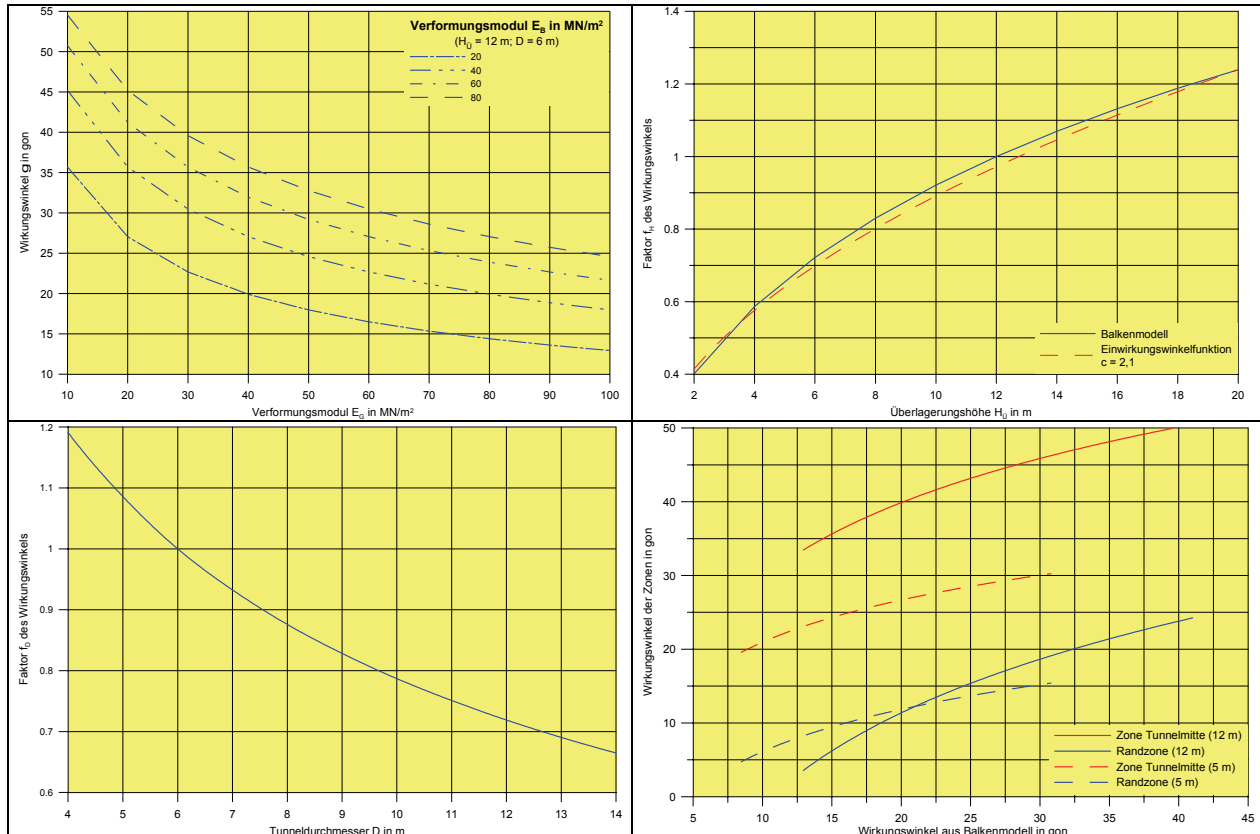 55
50
45
40
35
30
25
20
15
10
Wirkungswinkel α in gon
Verformungsmodul E_B in MN/m²
(H_Ü = 12 m; D = 6 m)
20
40
60
80
10 20 30 40 50 60 70 80 90 100
Verformungsmodul E_G in MN/m²
1.4
1.2
1
0.8
0.6
0.4
Faktor f_H des Wirkungswinkels
Balkenmodell
Einwirkungswinkelfunktion
c = 2,1
2 4 6 8 10 12 14 16 18 20
Überlagerungshöhe H_Ü in m
1.2
1.1
1
0.9
0.8
0.7
0.6
Faktor f_D des Wirkungswinkels
4 5 6 7 8 9 10 11 12 13 14
Tunneldurchmesser D in m
50
40
30
20
10
0
Wirkungswinkel der Zonen in gon
Zone Tunnelmitte (12 m)
Randzone (12 m)
Zone Tunnelmitte (5 m)
Randzone (5 m)
5 10 15 20 25 30 35 40 45
Wirkungswinkel aus Balkenmodell in gon